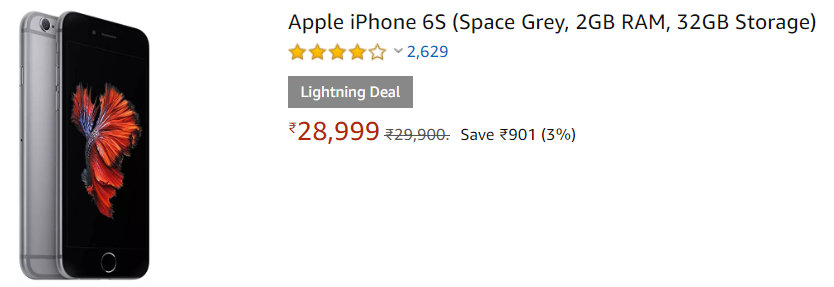 Apple iPhone 6S (Space Grey, 2GB RAM, 32GB Storage)
2,629
Lightning Deal
₹28,999 ₹29,900. Save ₹901 (3%)